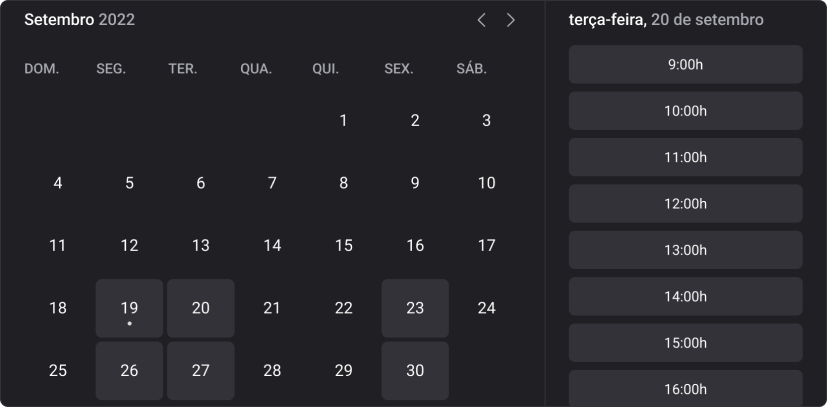 Setembro 2022
DOM. SEG. TER. QUA. QUI. SEX. SÁB.
1 2 3
4 5 6 7 8 9 10
11 12 13 14 15 16 17
18 19 20 21 22 23 24
25 26 27 28 29 30
terça-feira, 20 de setembro
9:00h
10:00h
11:00h
12:00h
13:00h
14:00h
15:00h
16:00h